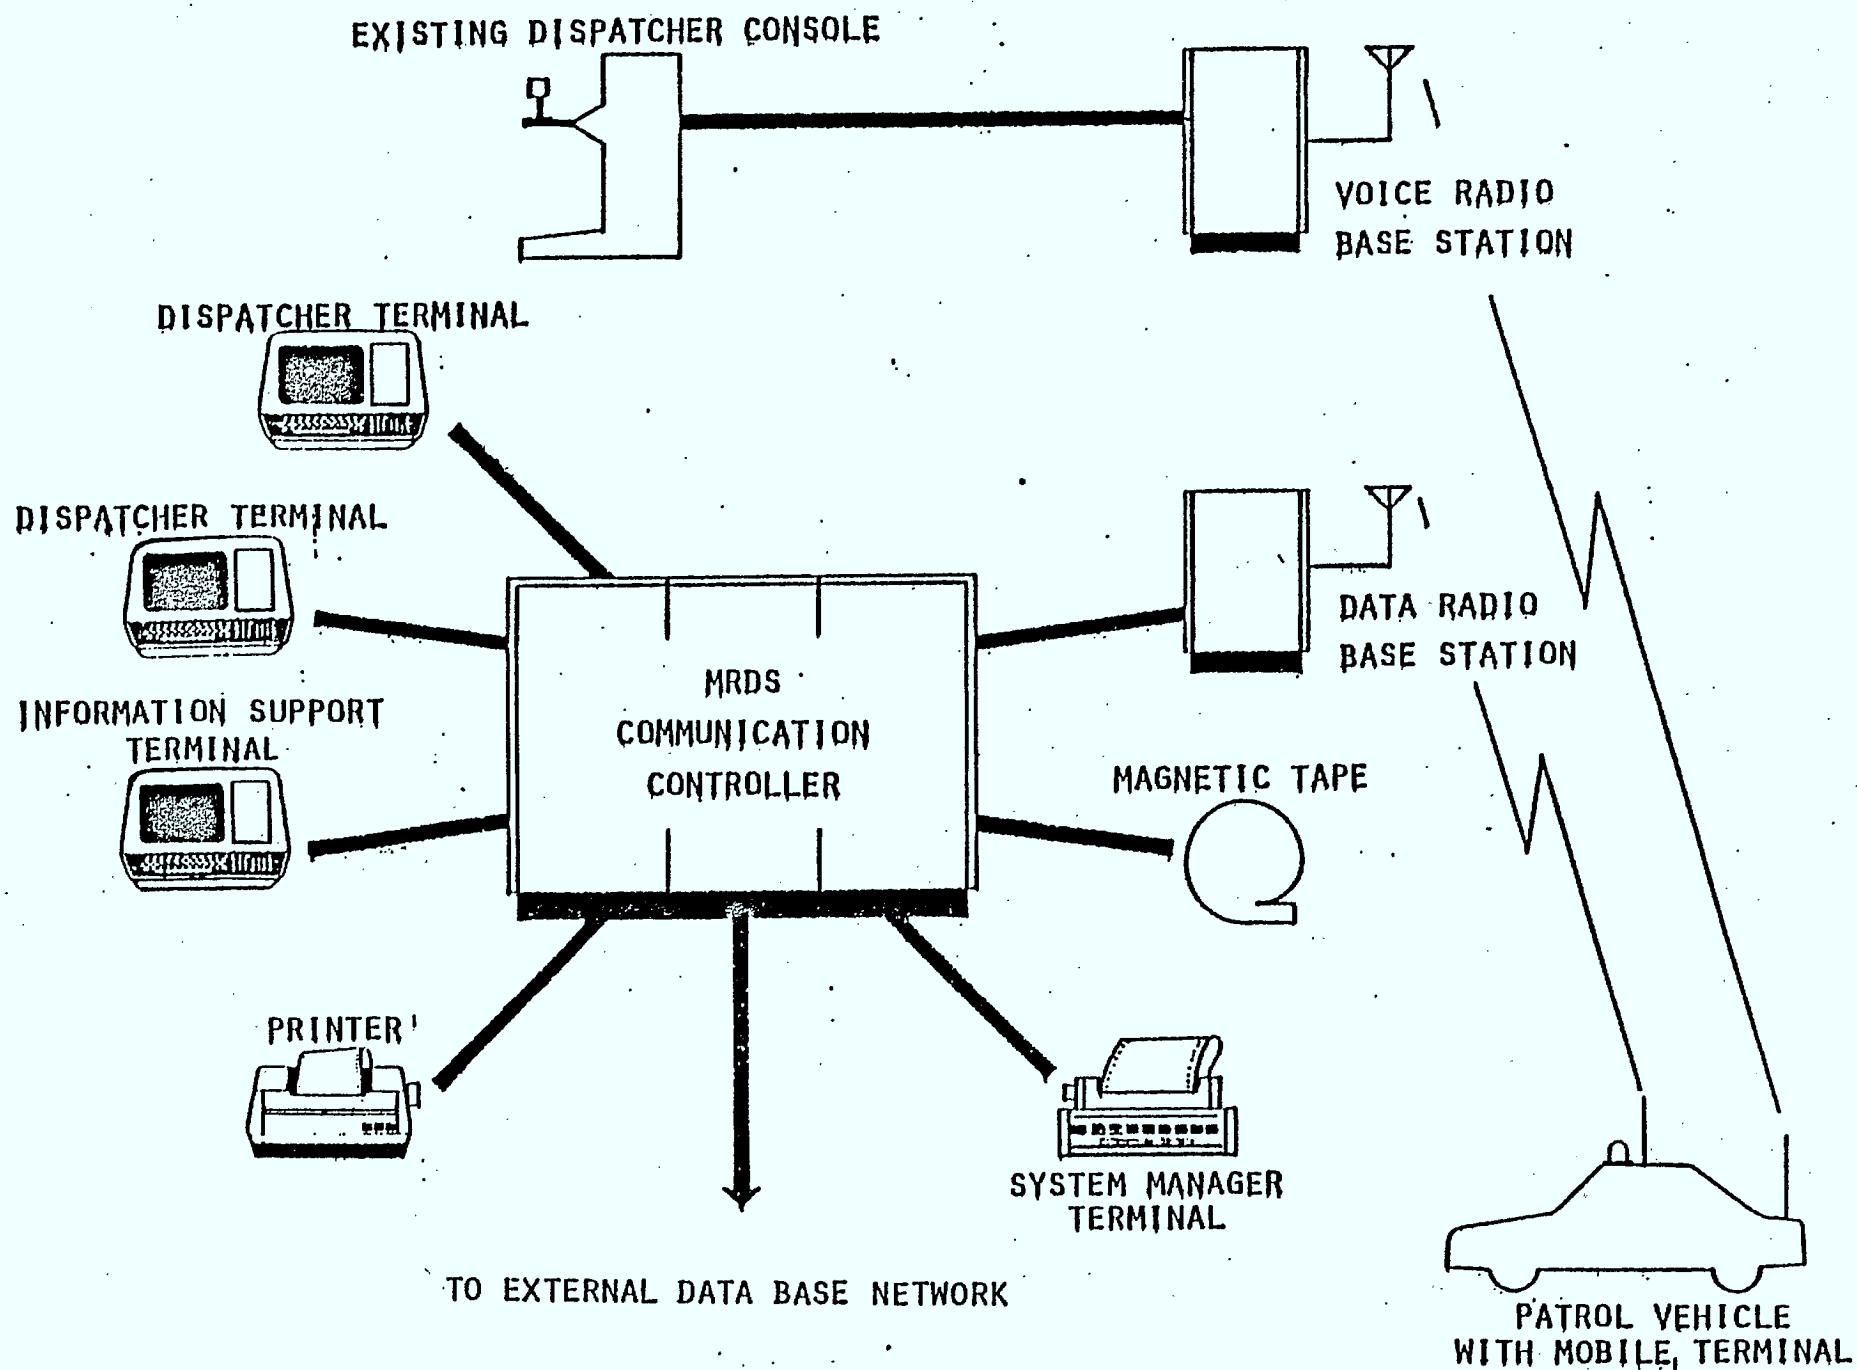 EXISTING DISPATCHER CONSOLE
VOICE RADIO
BASE STATION
DISPATCHER TERMINAL
DISPATCHER TERMINAL
DATA RADIO
BASE STATION
INFORMATION SUPPORT
TERMINAL
MRDS
COMMUNICATION
CONTROLLER
MAGNETIC TAPE
PRINTER
SYSTEM MANAGER
TERMINAL
TO EXTERNAL DATA BASE NETWORK
PATROL VEHICLE
WITH MOBILE TERMINAL